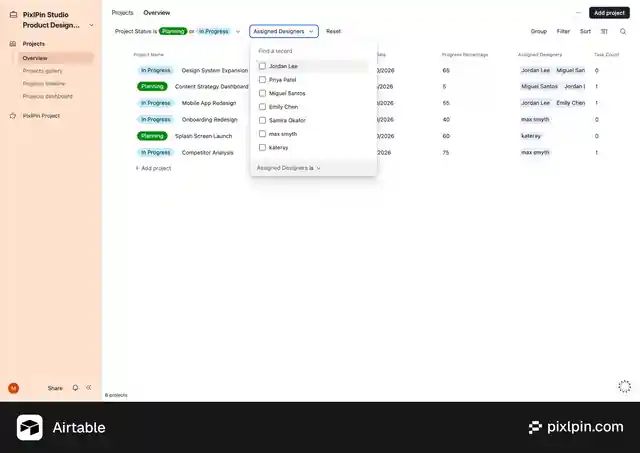 PixlPin Studio
Product Design...
Projects
Overview
Projects gallery
Projects timeline
Projects dashboard
PixlPin Project
M
Share
Projects
Overview
Add project
Project Status is Planning or In Progress
Assigned Designers
Reset
Group
Filter
Sort
Find a record
Jordan Lee
Priya Patel
Miguel Santos
Emily Chen
Samira Okafor
max smyth
kateray
Assigned Designers is
Project Name
Progress Percentage
Assigned Designers
Task Count
In Progress Design System Expansion 65 Jordan Lee Miguel San 0
Planning Content Strategy Dashboard 5 Miguel Santos Jordan L 1
In Progress Mobile App Redesign 55 Jordan Lee Emily Chen 1
In Progress Onboarding Redesign 40 max smyth 0
Planning Splash Screen Launch 60 kateray 0
In Progress Competitor Analysis 75 max smyth 1
+ Add project
6 projects
Airtable
pixlpin.com